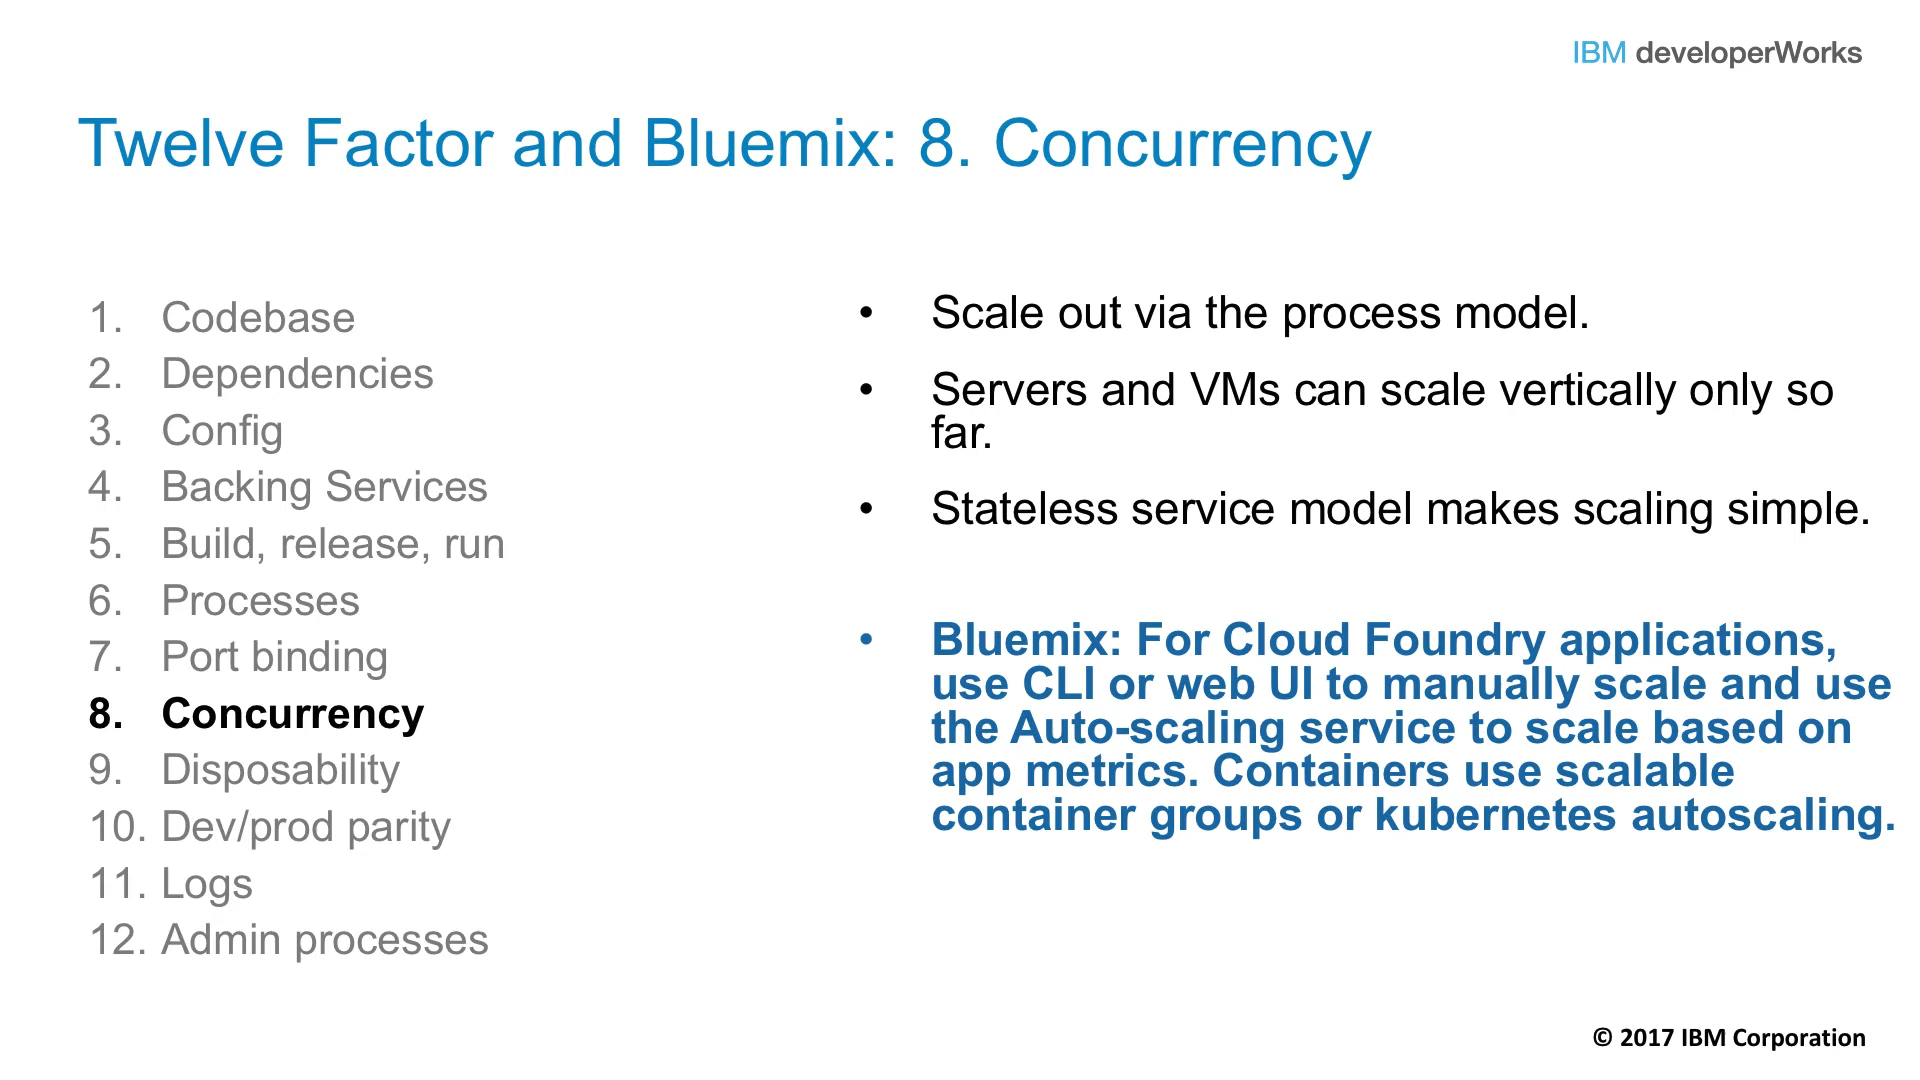 IBM developerWorks
Twelve Factor and Bluemix: 8. Concurrency
1. Codebase
2. Dependencies
3. Config
4. Backing Services
5. Build, release, run
6. Processes
7. Port binding
8. Concurrency
9. Disposability
10. Dev/prod parity
11. Logs
12. Admin processes
• Scale out via the process model.
• Servers and VMs can scale vertically only so
far.
• Stateless service model makes scaling simple.
• Bluemix: For Cloud Foundry applications,
use CLI or web UI to manually scale and use
the Auto-scaling service to scale based on
app metrics. Containers use scalable
container groups or kubernetes autoscaling.
© 2017 IBM Corporation